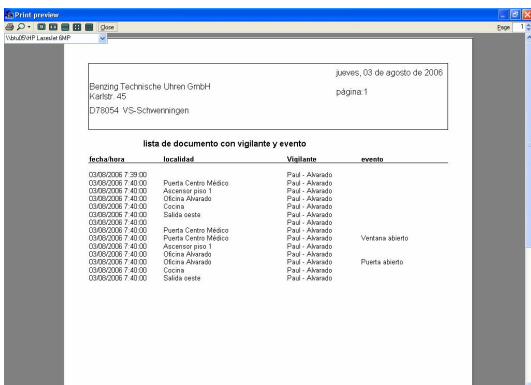 Print preview
Close
Page 1
\\btu05\HP LaserJet 6MP
jueves, 03 de agosto de 2006
Benzing Technische Uhren GmbH
página:1
Karlstr. 45
D78054 VS-Schwenningen
lista de documento con vigilante y evento
fecha/hora localidad Vigilante evento
03/08/2006 7:39:00 Paul - Alvarado
03/08/2006 7:40:00 Puerta Centro Médico Paul - Alvarado
03/08/2006 7:40:00 Ascensor piso 1 Paul - Alvarado
03/08/2006 7:40:00 Oficina Alvarado Paul - Alvarado
03/08/2006 7:40:00 Cocina Paul - Alvarado
03/08/2006 7:40:00 Salida oeste Paul - Alvarado
03/08/2006 7:40:00 Paul - Alvarado
03/08/2006 7:40:00 Puerta Centro Médico Paul - Alvarado
03/08/2006 7:40:00 Puerta Centro Médico Paul - Alvarado Ventana abierto
03/08/2006 7:40:00 Ascensor piso 1 Paul - Alvarado
03/08/2006 7:40:00 Oficina Alvarado Paul - Alvarado
03/08/2006 7:40:00 Oficina Alvarado Paul - Alvarado Puerta abierto
03/08/2006 7:40:00 Cocina Paul - Alvarado
03/08/2006 7:40:00 Salida oeste Paul - Alvarado